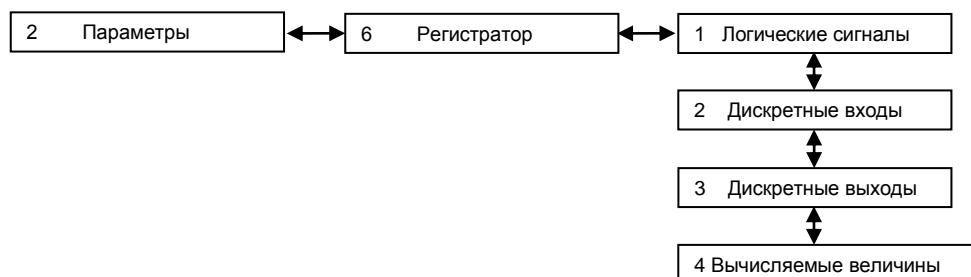 2 Параметры
6 Регистратор
1 Логические сигналы
2 Дискретные входы
3 Дискретные выходы
4 Вычисляемые величины